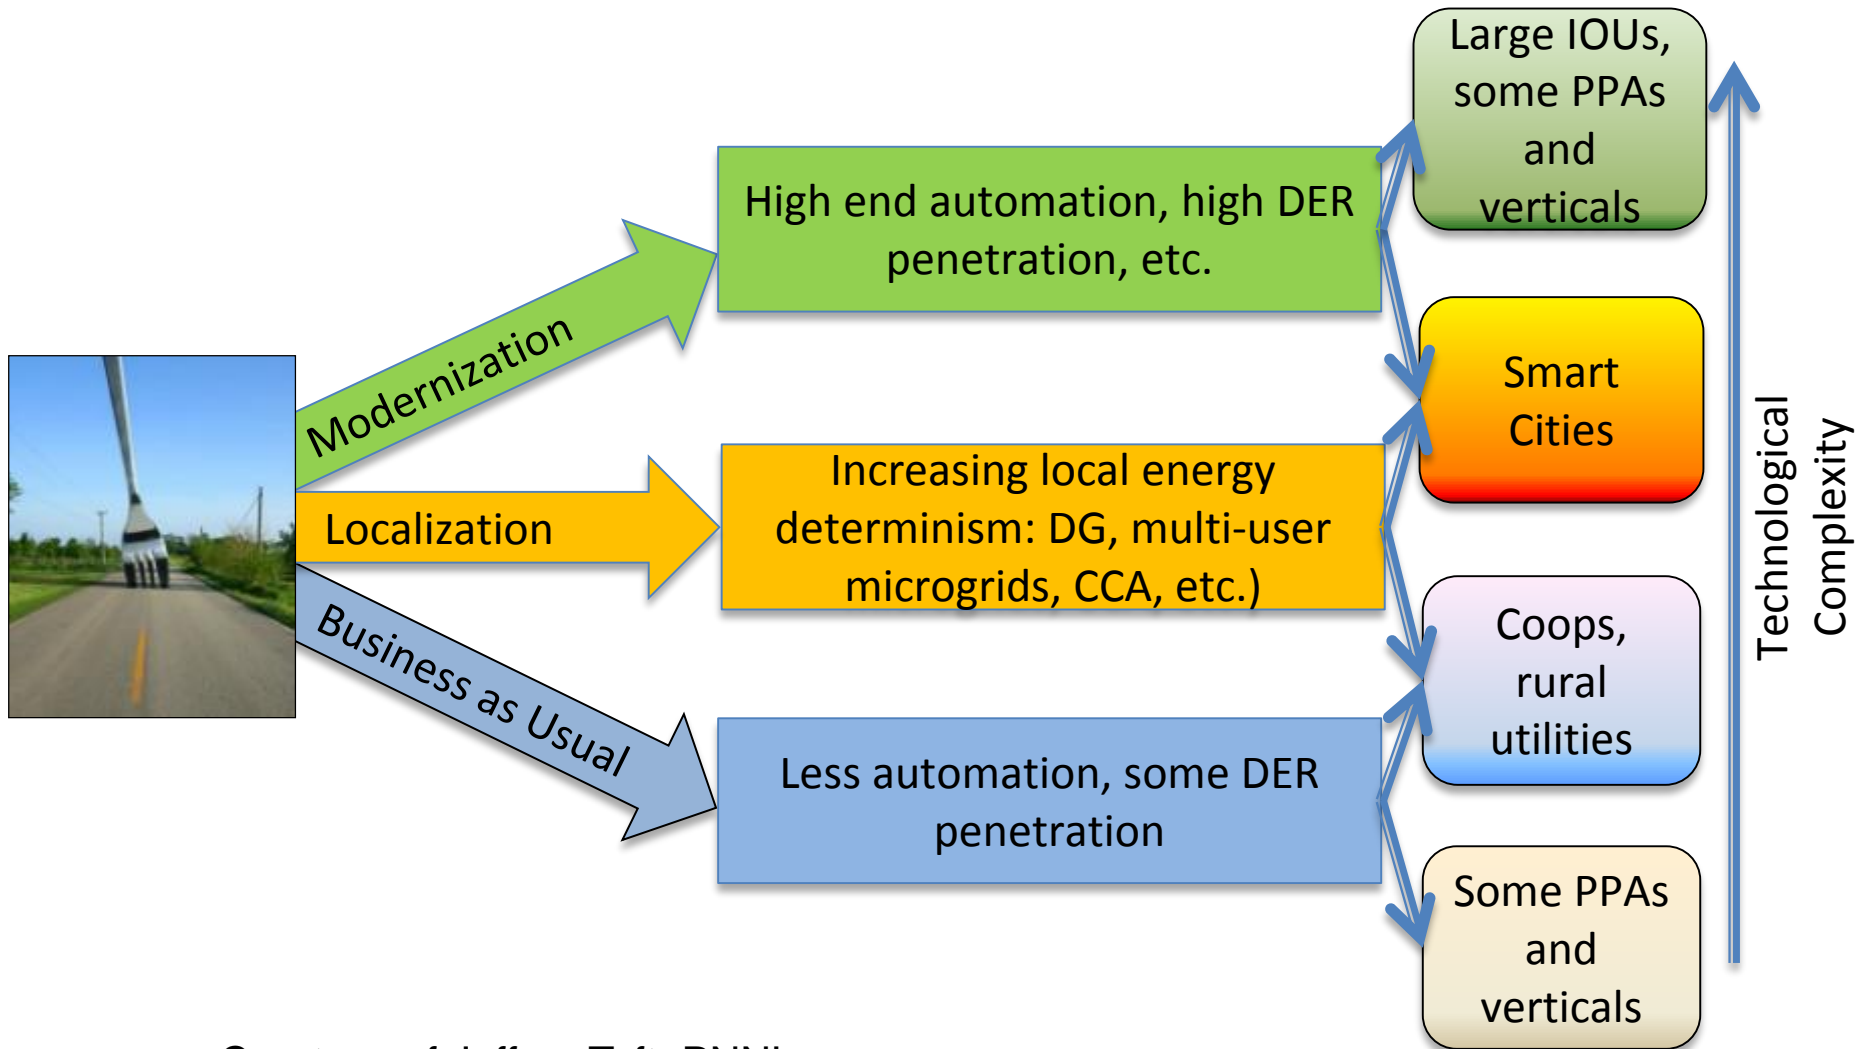 Large IOUs,
some PPAs
and
verticals
High end automation, high DER
penetration, etc.
Modernization
Smart
Cities
Increasing local energy
determinism: DG, multi-user
microgrids, CCA, etc.)
Localization
Technological
Complexity
Business as Usual
Coops,
rural
utilities
Less automation, some DER
penetration
Some PPAs
and
verticals